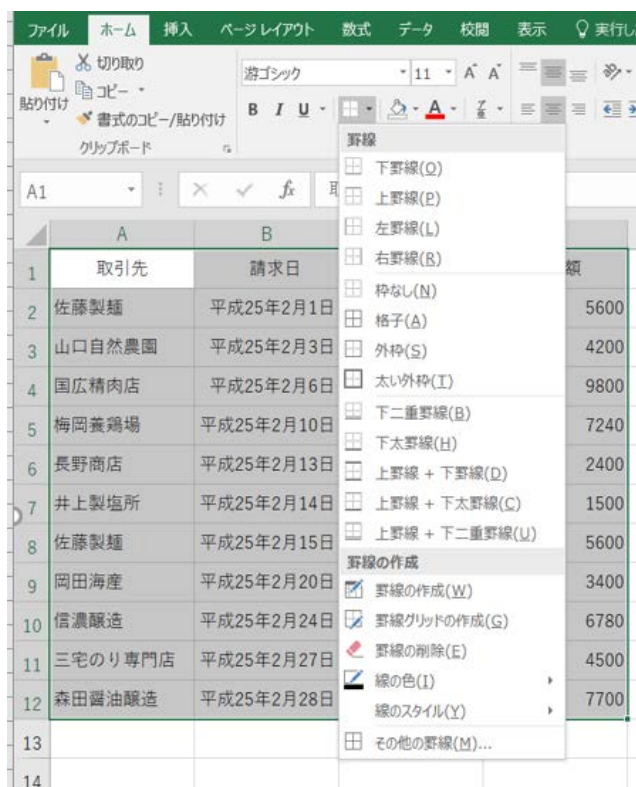 ファイル ホーム 挿入 ページ レイアウト 数式 データ 校閲 表示 実行し
切り取り
コピー
書式のコピー/貼り付け
貼り付け
クリップボード
游ゴシック 11 A A
B I U A
A1 fx
A B
1 取引先 請求日 額
2 佐藤製麺 平成25年2月1日 5600
3 山口自然農園 平成25年2月3日 4200
4 国広精肉店 平成25年2月6日 9800
5 梅岡養鶏場 平成25年2月10日 7240
6 長野商店 平成25年2月13日 2400
7 井上製塩所 平成25年2月14日 1500
8 佐藤製麺 平成25年2月15日 5600
9 岡田海産 平成25年2月20日 3400
10 信濃醸造 平成25年2月24日 6780
11 三宅のり専門店 平成25年2月27日 4500
12 森田醤油醸造 平成25年2月28日 7700
13
14
罫線
下罫線(O)
上罫線(P)
左罫線(L)
右罫線(R)
枠なし(N)
格子(A)
外枠(S)
太い外枠(T)
下二重罫線(B)
下太罫線(H)
上罫線 + 下罫線(D)
上罫線 + 下太罫線(C)
上罫線 + 下二重罫線(U)
罫線の作成
罫線の作成(W)
罫線グリッドの作成(G)
罫線の削除(E)
線の色(I)
線のスタイル(Y)
その他の罫線(M)...